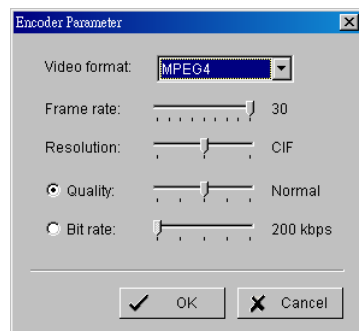 Encoder Parameter
Video format: MPEG4
Frame rate: 30
Resolution: CIF
Quality: Normal
Bit rate: 200 kbps
OK Cancel